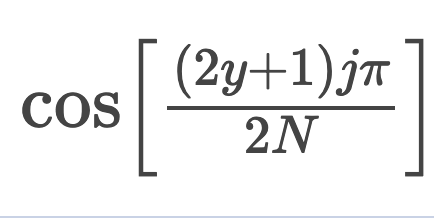 cos[(2y+1)jπ / 2N]